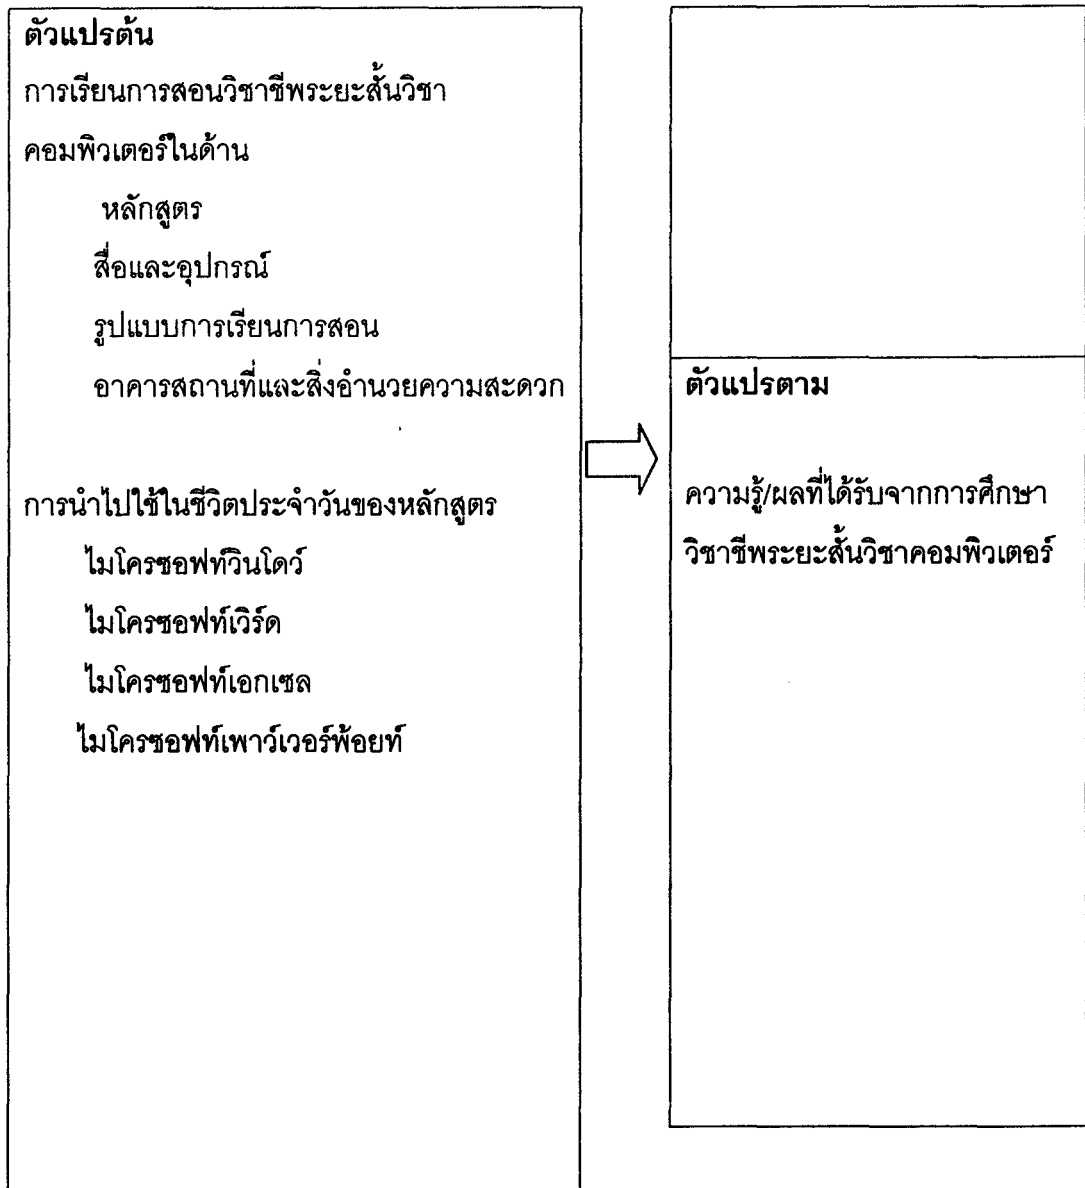 ตัวแปรต้น
การเรียนการสอนวิชาชีพระยะสั้นวิชา
คอมพิวเตอร์ในด้าน
หลักสูตร
สื่อและอุปกรณ์
รูปแบบการเรียนการสอน
อาคารสถานที่และสิ่งอำนวยความสะดวก
การนำไปใช้ในชีวิตประจำวันของหลักสูตร
ไมโครซอฟท์วินโดว์
ไมโครซอฟท์เวิร์ด
ไมโครซอฟท์เอกเซล
ไมโครซอฟท์เพาว์เวอร์พ้อยท์
ตัวแปรตาม
ความรู้/ผลที่ได้รับจากการศึกษา
วิชาชีพระยะสั้นวิชาคอมพิวเตอร์